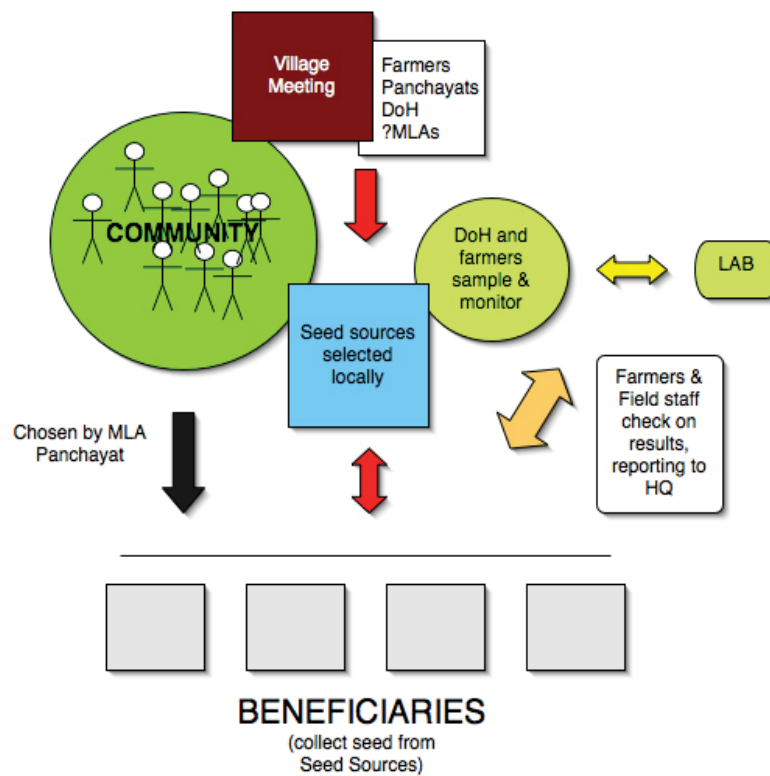 Village
Meeting
Farmers
Panchayats
DoH
?MLAs
COMMUNITY
DoH and
farmers
sample &
monitor
LAB
Seed sources
selected
locally
Chosen by MLA
Panchayat
Farmers &
Field staff
check on
results,
reporting to
HQ
BENEFICIARIES
(collect seed from
Seed Sources)